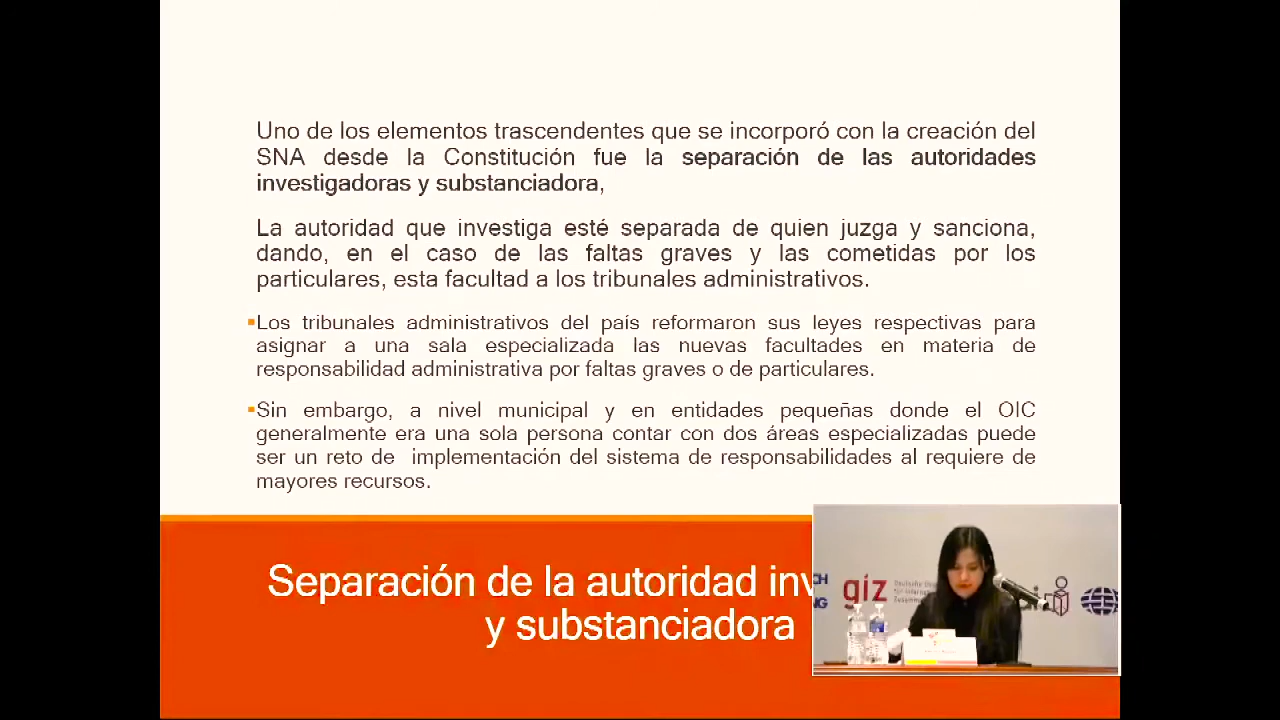 Uno de los elementos trascendentes que se incorporó con la creación del
SNA desde la Constitución fue la separación de las autoridades
investigadoras y substanciadora,
La autoridad que investiga esté separada de quien juzga y sanciona,
dando, en el caso de las faltas graves y las cometidas por los
particulares, esta facultad a los tribunales administrativos.
▪Los tribunales administrativos del país reformaron sus leyes respectivas para
asignar a una sala especializada las nuevas facultades en materia de
responsabilidad administrativa por faltas graves o de particulares.
▪Sin embargo, a nivel municipal y en entidades pequeñas donde el OIC
generalmente era una sola persona contar con dos áreas especializadas puede
ser un reto de implementación del sistema de responsabilidades al requiere de
mayores recursos.
Separación de la autoridad inv
y substanciadora
CH
NG
giz